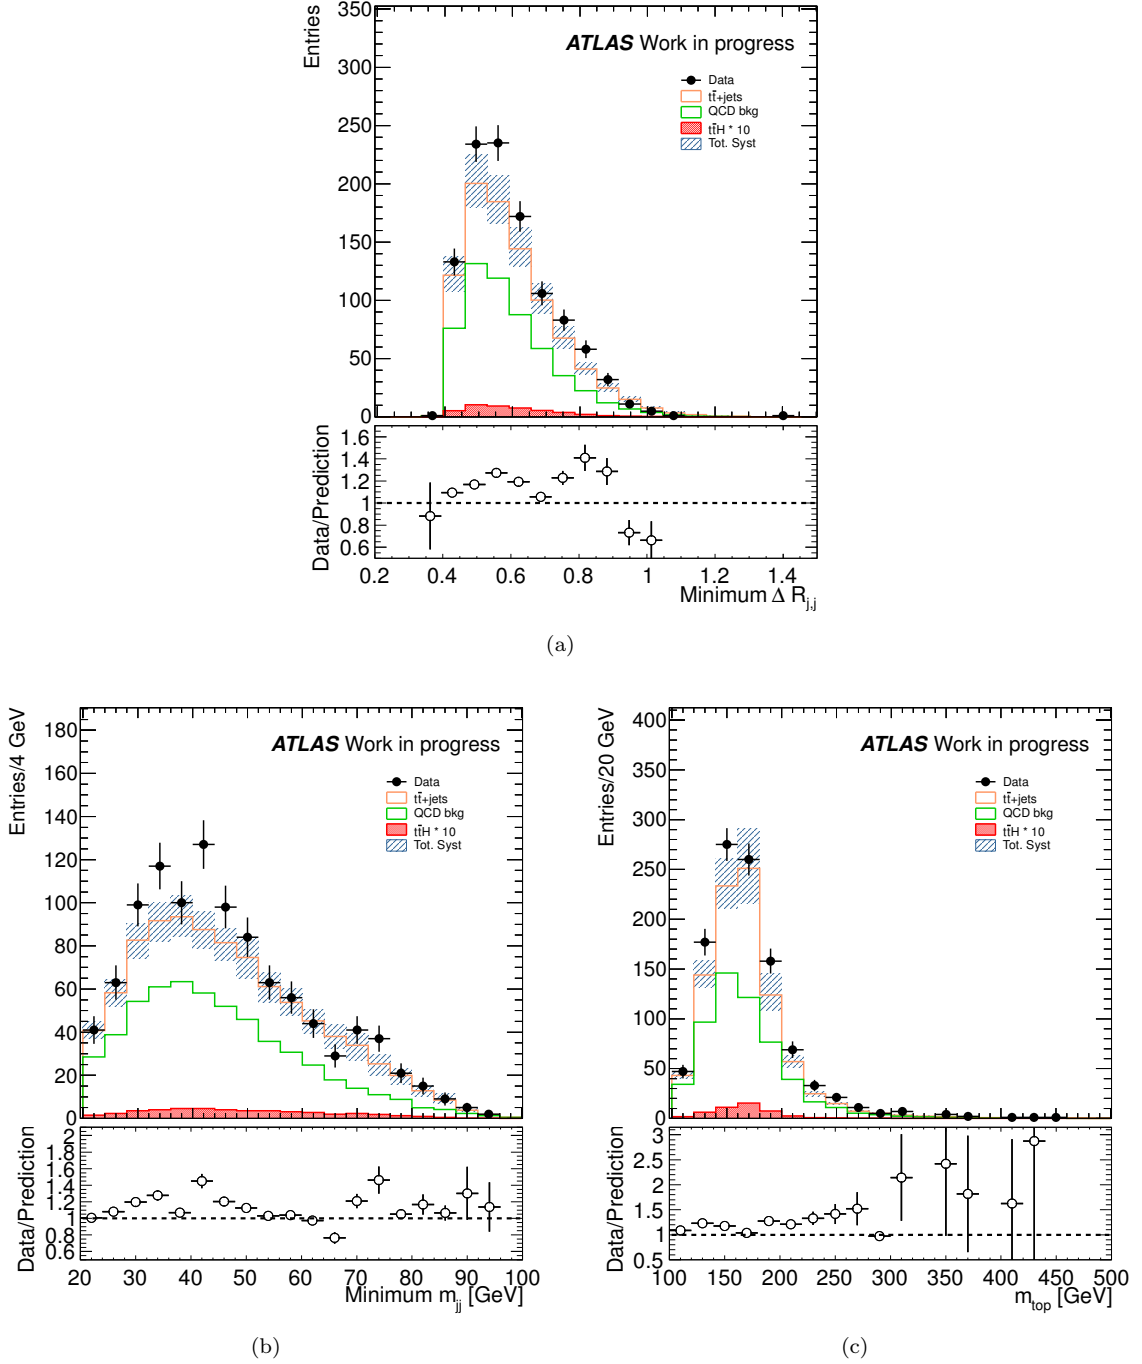 Entries
350
300
250
200
150
100
50
0
ATLAS Work in progress
Data
tt̄+jets
QCD bkg
tt̄H * 10
Tot. Syst
Data/Prediction
1.6
1.4
1.2
1
0.8
0.6
0.2 0.4 0.6 0.8 1 1.2 1.4
Minimum Δ R_{j,j}
(a)
Entries/4 GeV
180
160
140
120
100
80
60
40
20
0
ATLAS Work in progress
Data
tt̄+jets
QCD bkg
tt̄H * 10
Tot. Syst
Data/Prediction
2
1.8
1.6
1.4
1.2
1
0.8
0.6
20 30 40 50 60 70 80 90 100
Minimum m_{jj} [GeV]
(b)
Entries/20 GeV
400
350
300
250
200
150
100
50
0
ATLAS Work in progress
Data
tt̄+jets
QCD bkg
tt̄H * 10
Tot. Syst
Data/Prediction
3
2.5
2
1.5
1
0.5
100 150 200 250 300 350 400 450 500
m_{top} [GeV]
(c)